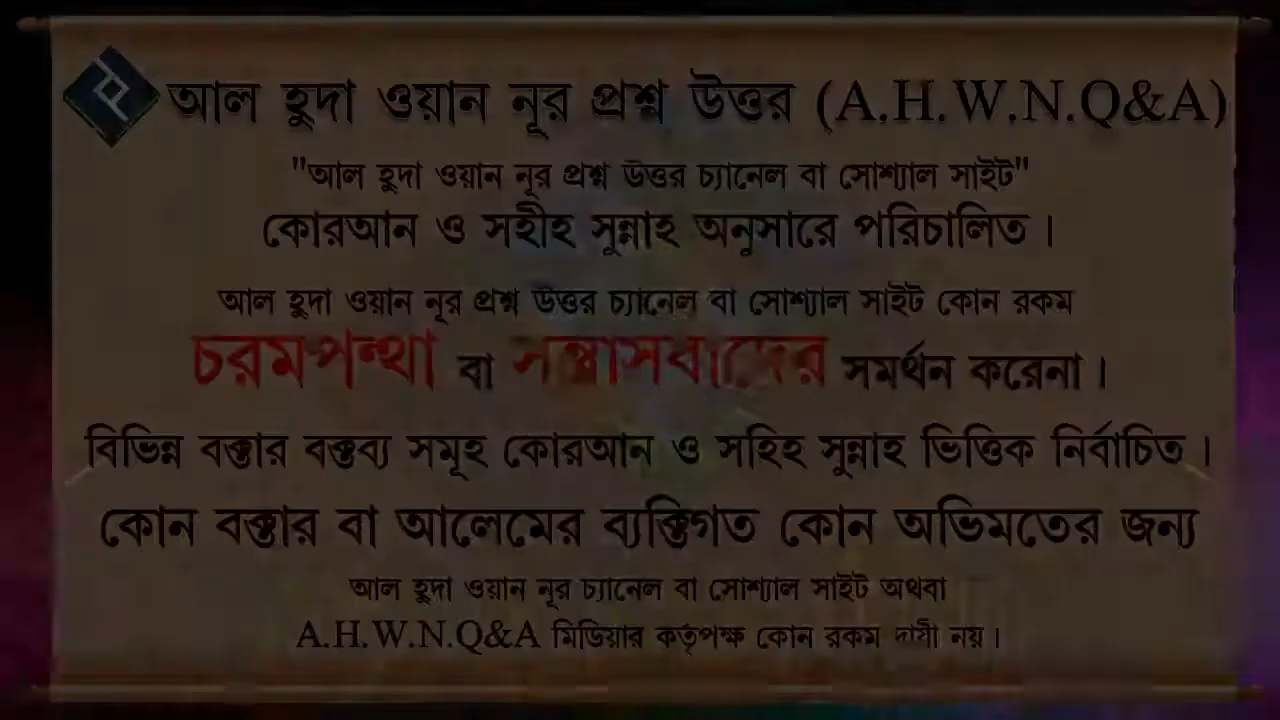 আল হুদা ওয়ান নূর প্রশ্ন উত্তর (A.H.W.N.Q&A)
"আল হুদা ওয়ান নূর প্রশ্ন উত্তর চ্যানেল বা সোশ্যাল সাইট"
কোরআন ও সহীহ সুন্নাহ অনুসারে পরিচালিত।
আল হুদা ওয়ান নূর প্রশ্ন উত্তর চ্যানেল বা সোশ্যাল সাইট কোন রকম
চরমপন্থা বা সন্ত্রাসবাদের সমর্থন করেনা।
বিভিন্ন বক্তার বক্তব্য সমূহ কোরআন ও সহিহ সুন্নাহ ভিত্তিক নির্বাচিত।
কোন বক্তার বা আলেমের ব্যক্তিগত কোন অভিমতের জন্য
আল হুদা ওয়ান নূর চ্যানেল বা সোশ্যাল সাইট অথবা
A.H.W.N.Q&A মিডিয়ার কর্তৃপক্ষ কোন রকম দায়ী নয়।